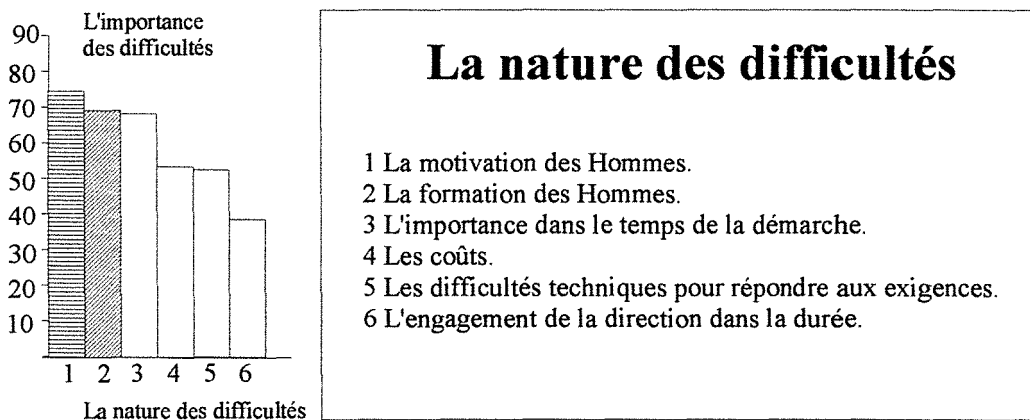 L'importance
des difficultés
90
80
70
60
50
40
30
20
10
1 2 3 4 5 6
La nature des difficultés
La nature des difficultés
1 La motivation des Hommes.
2 La formation des Hommes.
3 L'importance dans le temps de la démarche.
4 Les coûts.
5 Les difficultés techniques pour répondre aux exigences.
6 L'engagement de la direction dans la durée.